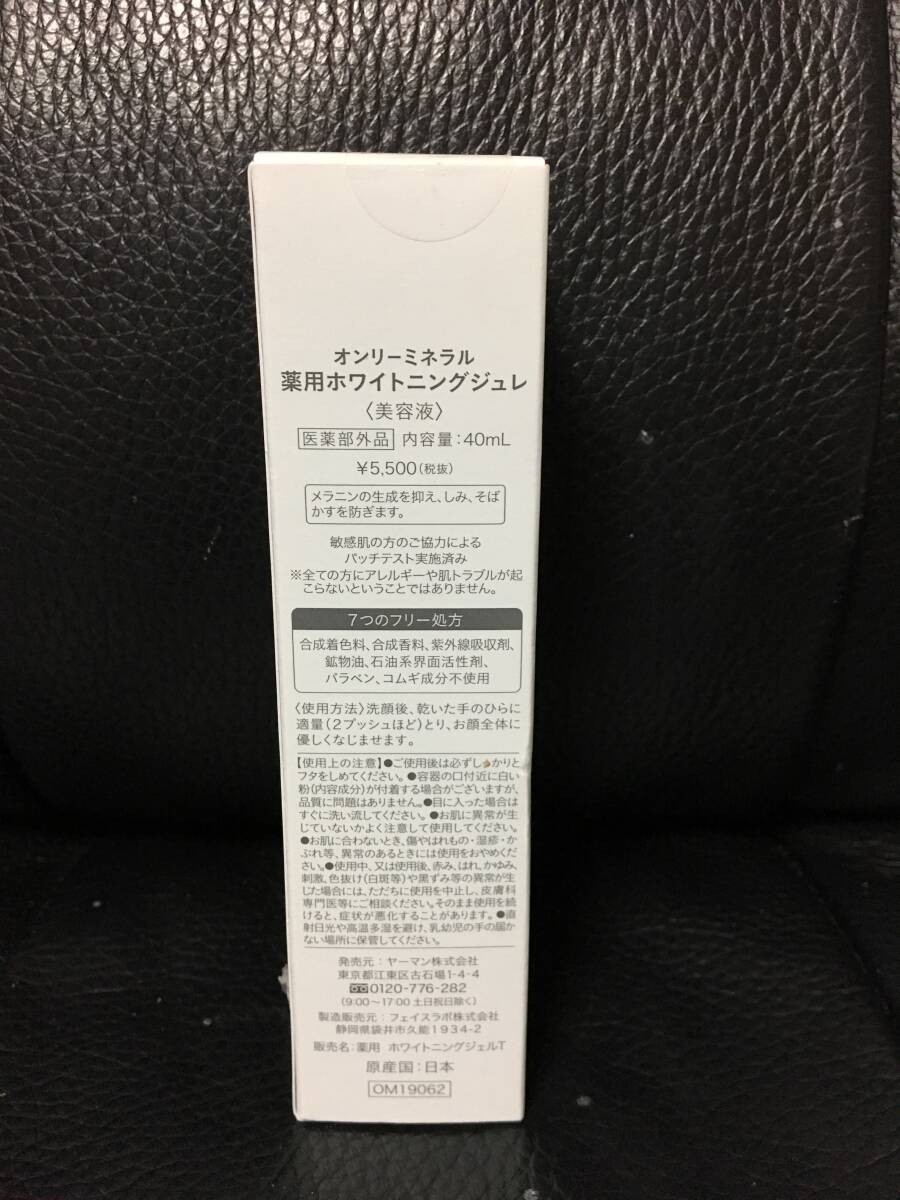 オンリーミネラル
薬用ホワイトニングジュレ
〈美容液〉
医薬部外品 内容量:40mL
¥5,500(税抜)
メラニンの生成を抑え、しみ、そば
かすを防ぎます。
敏感肌の方のご協力による
パッチテスト実施済み
※全ての方にアレルギーや肌トラブルが起
こらないということではありません。
7つのフリー処方
合成着色料、合成香料、紫外線吸収剤、
鉱物油、石油系界面活性剤、
パラベン、コムギ成分不使用
〈使用方法〉洗顔後、乾いた手のひらに
適量(2プッシュほど)とり、お顔全体に
優しくなじませます。
【使用上の注意】●ご使用後は必ずしっかりと
フタをしめてください。●容器の口付近に白い
粉(内容成分)が付着する場合がございますが、
品質に問題はありません。●目に入った場合は
すぐに洗い流してください。●お肌に異常が生
じていないかよく注意して使用してください。
●お肌に合わないとき、傷やはれもの・湿疹・か
ぶれ等、異常のあるときには使用をおやめくだ
さい。●使用中、又は使用後、赤み、はれ、かゆみ、
刺激、色抜け(白斑等)や黒ずみ等の異常が生
じた場合には、ただちに使用を中止し、皮膚科
専門医等にご相談ください。そのまま使用を続
けると、症状が悪化することがあります。●直
射日光や高温多湿を避け、乳幼児の手の届か
ない場所に保管してください。
発売元:ヤーマン株式会社
東京都江東区古石場1-4-4
0120-776-282
(9:00~17:00 土日祝日除く)
製造販売元:フェイスラボ株式会社
静岡県袋井市久能1934-2
販売名:薬用 ホワイトニングジェルT
原産国:日本
OM19062